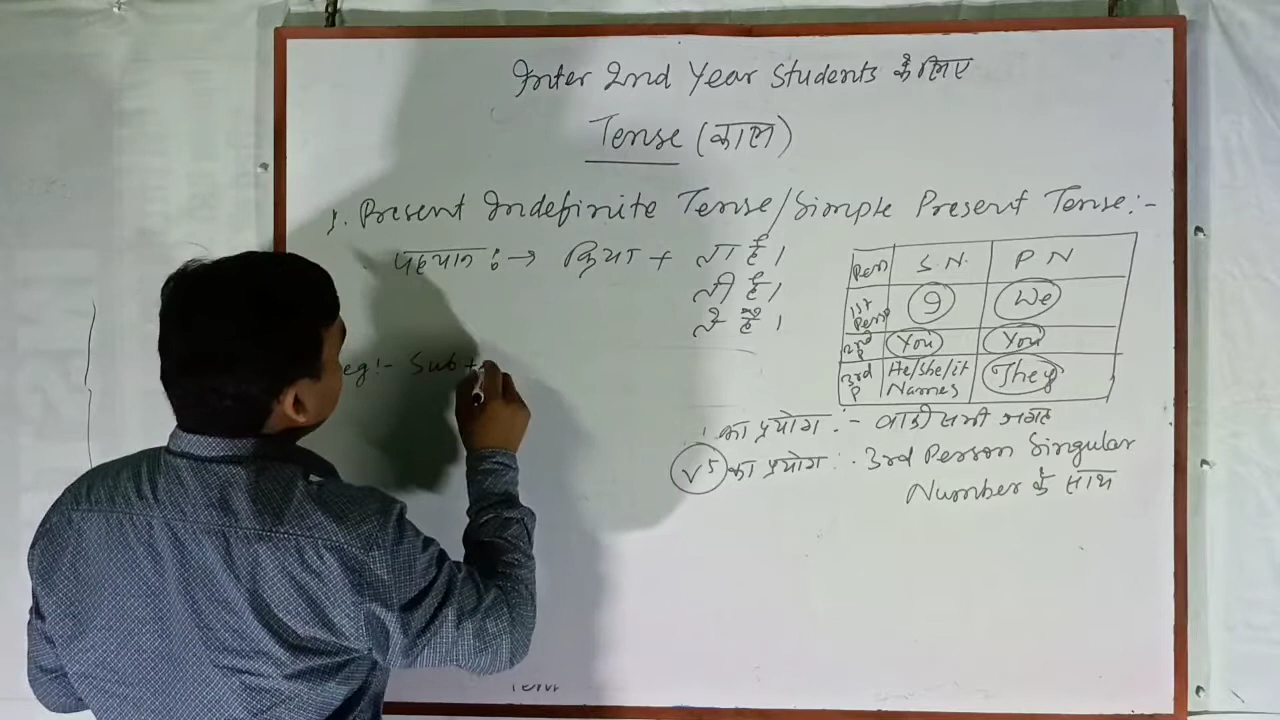 Inter 2nd Year Students के लिए
Tense (काल)
1. Present Indefinite Tense/Simple Present Tense:-
पहचान :→ क्रिया + ता है।
ती है।
ते हैं।
Pers S N. P N
1st Pers I We
2nd P You You
3rd P He/She/it Names They
eg:- Sub +
का प्रयोग :- बाकी सभी जगह
V5 का प्रयोग :- 3rd Person Singular
Number के साथ